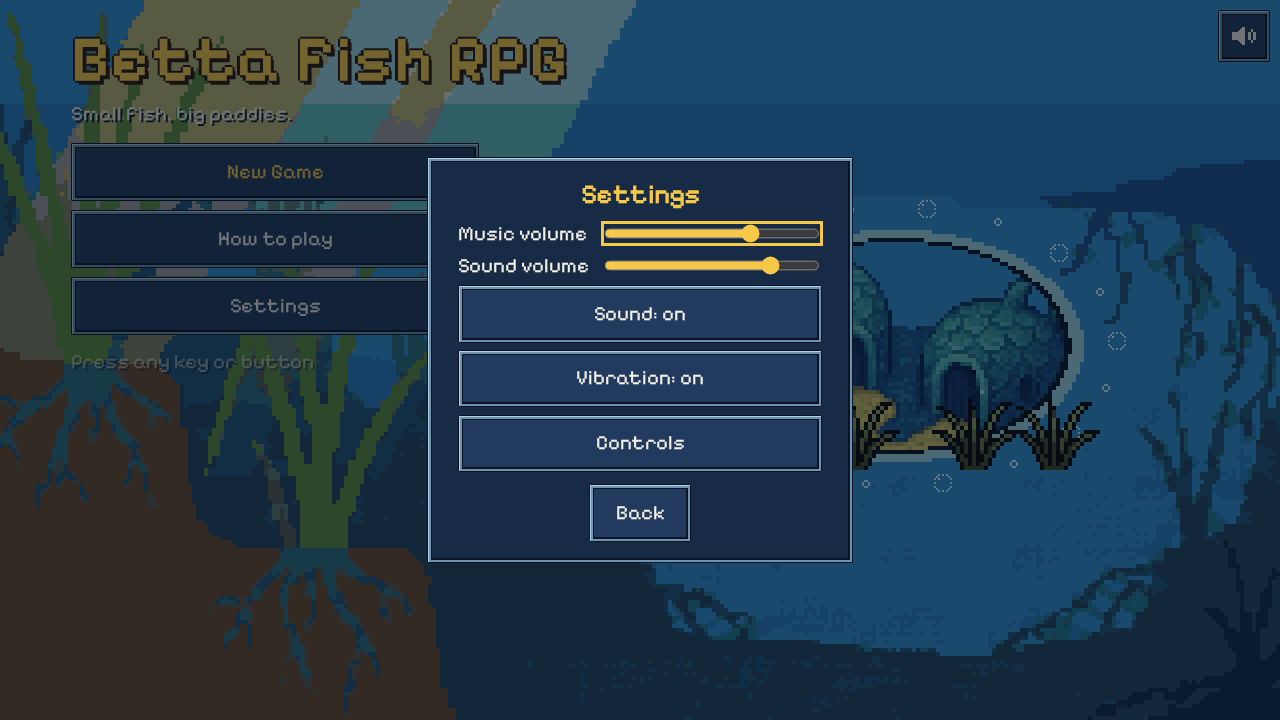 Betta Fish RPG
Small fish, big paddies.
New Game
How to play
Settings
Press any key or button
Settings
Music volume
Sound volume
Sound: on
Vibration: on
Controls
Back